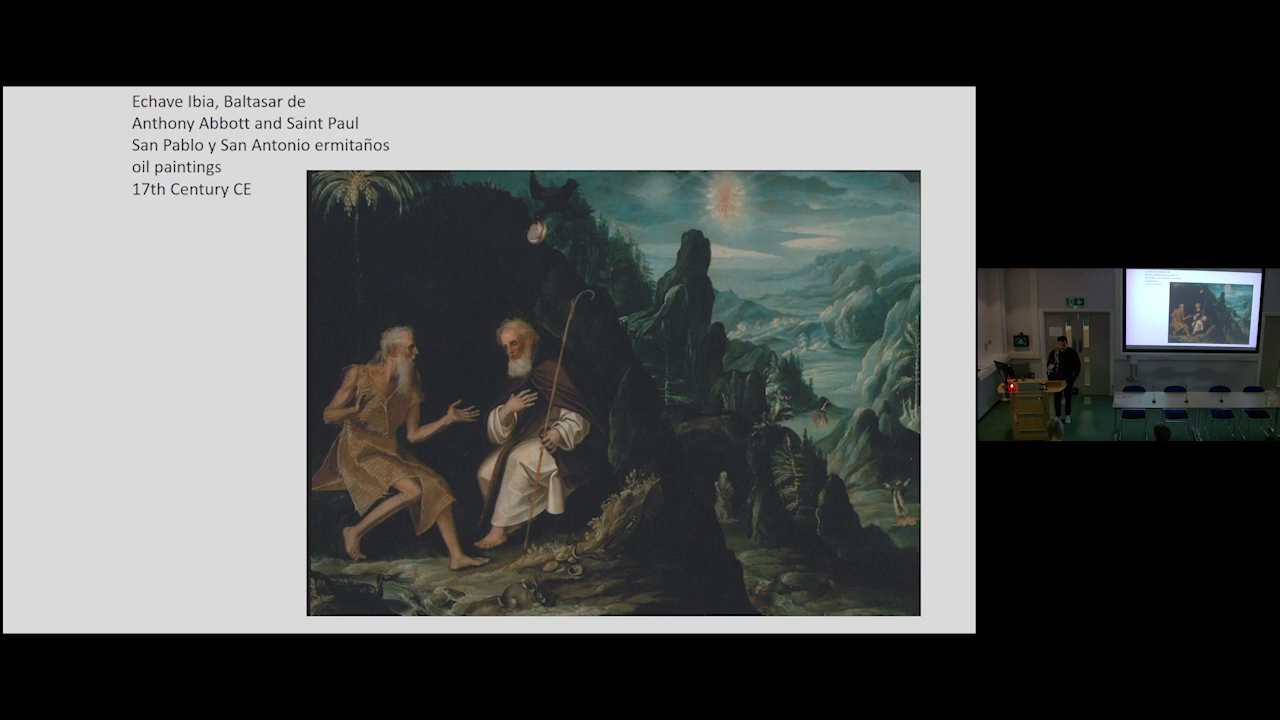 Echave Ibia, Baltasar de
Anthony Abbott and Saint Paul
San Pablo y San Antonio ermitaños
oil paintings
17th Century CE